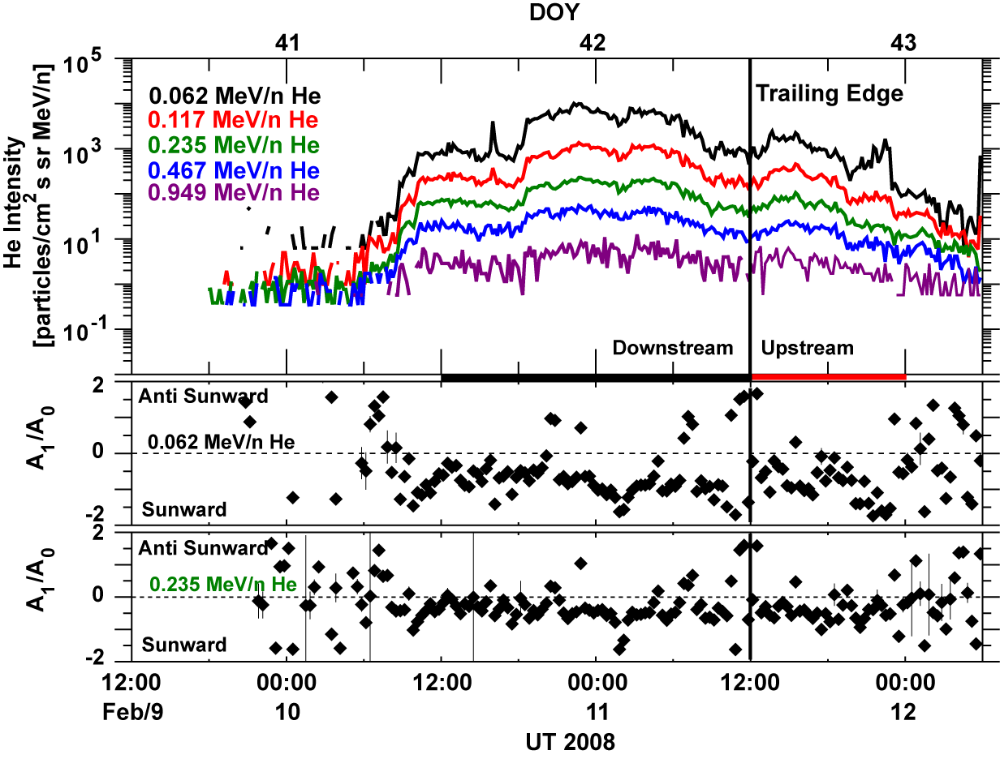 DOY
41 42 43
10^5
10^3
10^1
10^-1
He Intensity
[particles/cm^2 s sr MeV/n]
0.062 MeV/n He
0.117 MeV/n He
0.235 MeV/n He
0.467 MeV/n He
0.949 MeV/n He
Trailing Edge
Downstream Upstream
2
0
-2
A_1/A_0
Anti Sunward
0.062 MeV/n He
Sunward
2
0
-2
A_1/A_0
Anti Sunward
0.235 MeV/n He
Sunward
12:00 00:00 12:00 00:00 12:00 00:00
Feb/9 10 11 12
UT 2008